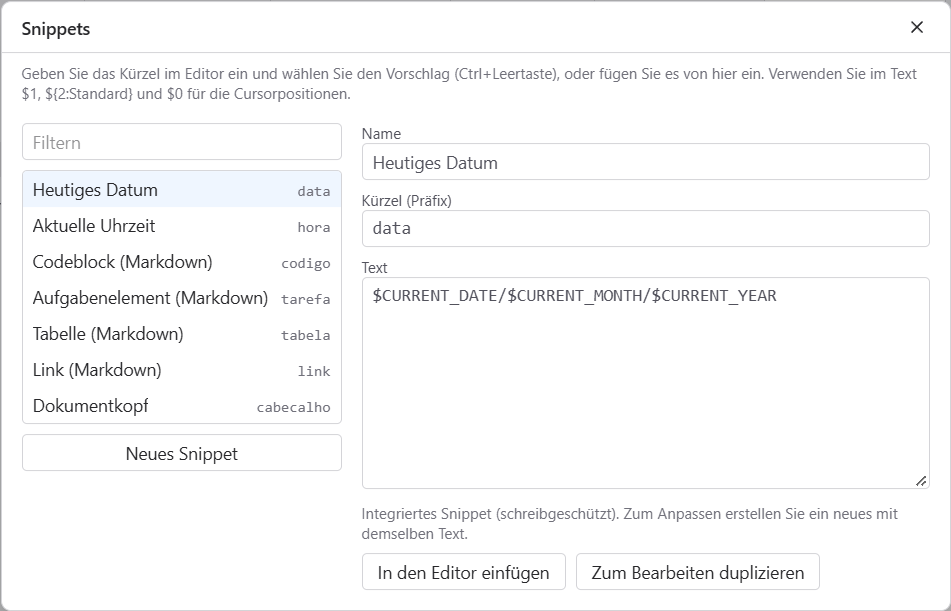 Snippets
Geben Sie das Kürzel im Editor ein und wählen Sie den Vorschlag (Ctrl+Leertaste), oder fügen Sie es von hier ein. Verwenden Sie im Text
$1, ${2:Standard} und $0 für die Cursorpositionen.
Filtern
Heutiges Datum data
Aktuelle Uhrzeit hora
Codeblock (Markdown) codigo
Aufgabenelement (Markdown) tarefa
Tabelle (Markdown) tabela
Link (Markdown) link
Dokumentkopf cabecalho
Neues Snippet
Name
Heutiges Datum
Kürzel (Präfix)
data
Text
$CURRENT_DATE/$CURRENT_MONTH/$CURRENT_YEAR
Integriertes Snippet (schreibgeschützt). Zum Anpassen erstellen Sie ein neues mit
demselben Text.
In den Editor einfügen
Zum Bearbeiten duplizieren